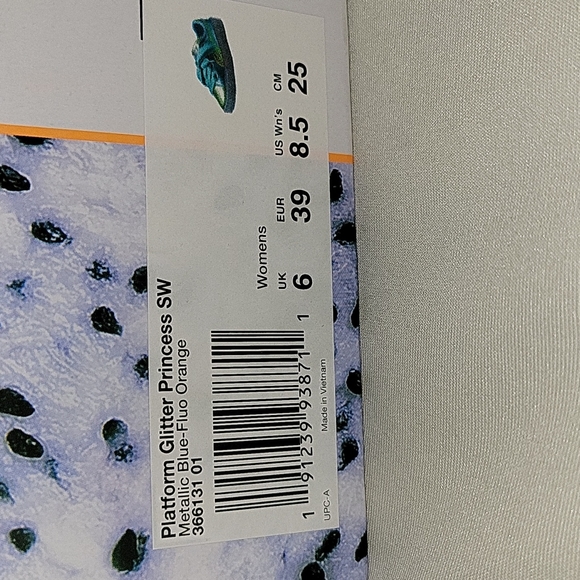 Platform Glitter Princess SW
Metallic Blue-Fluo Orange
366131 01
Womens
UK EUR US Wn's CM
6 39 8.5 25
1 91239 93871 1
UPC-A Made in Vietnam